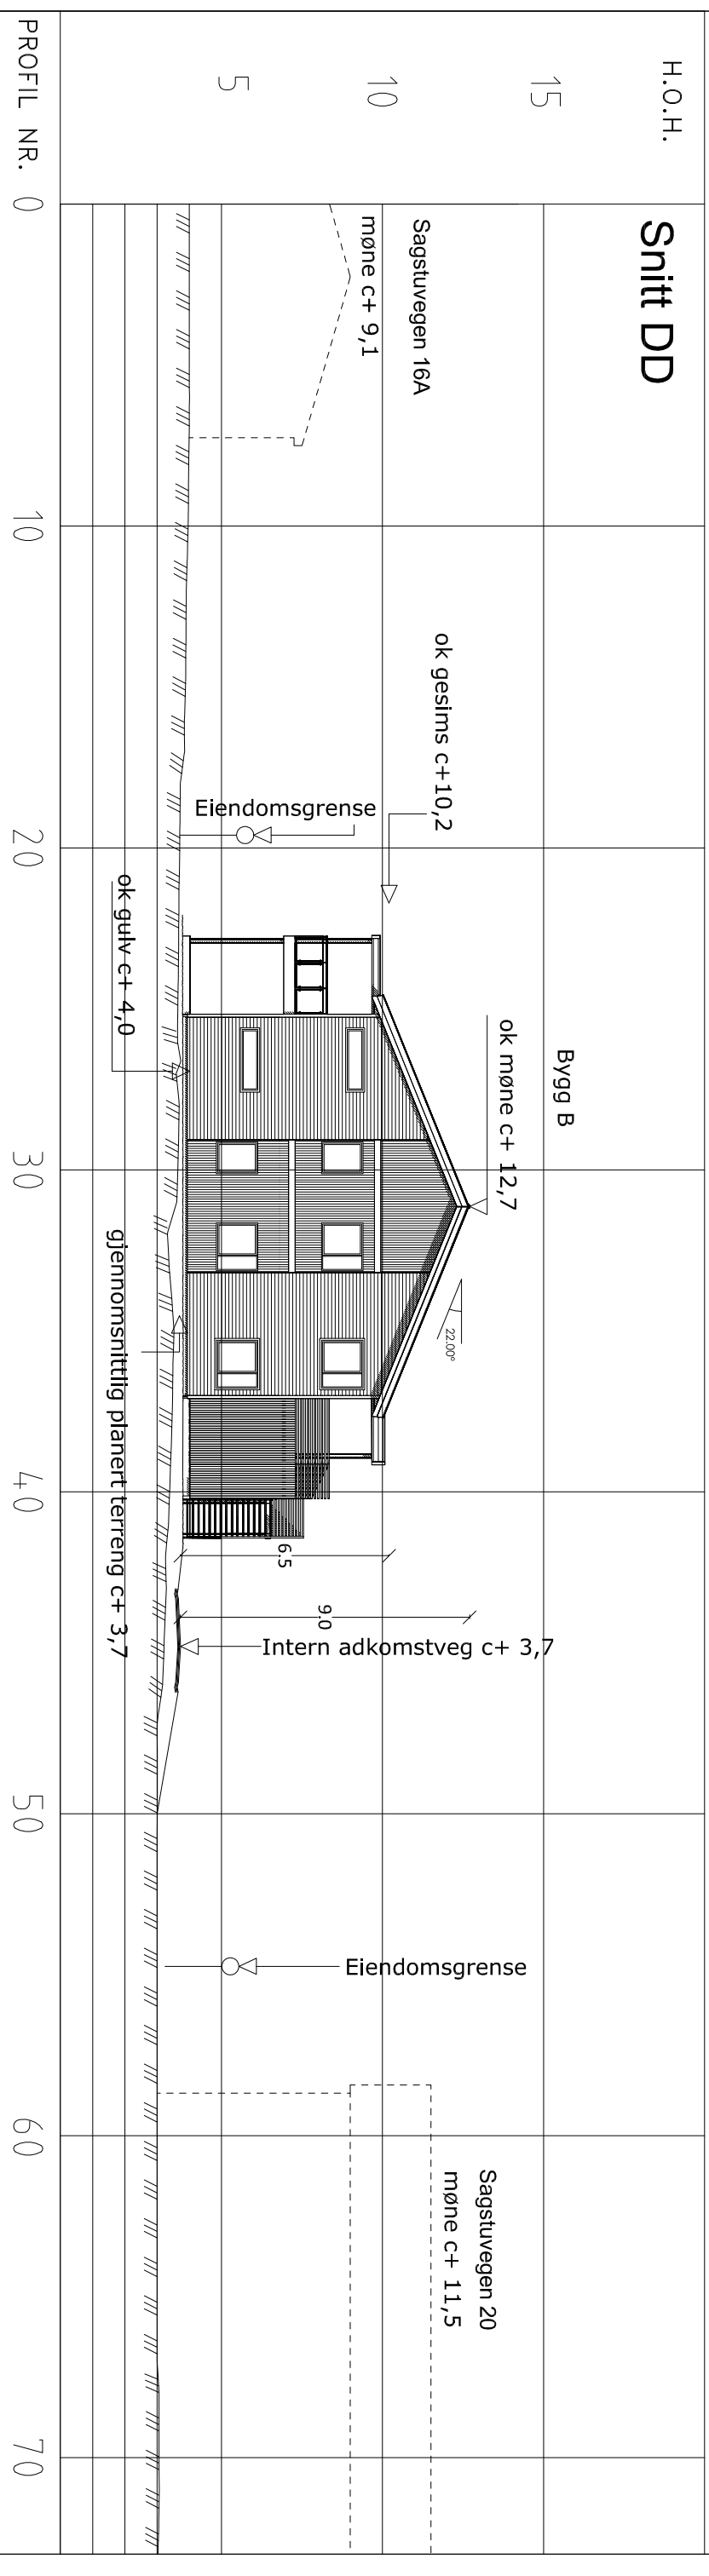 Snitt DD
H.O.H.
15
10
5
PROFIL NR.
0
10
20
30
40
50
60
70
Sagstuvegen 16A
møne c+ 9,1
ok gesims c+10,2
Eiendomsgrense
ok gulv c+ 4,0
Bygg B
ok møne c+ 12,7
22.00°
gjennomsnittlig planert terreng c+ 3,7
6.5
9.0
Intern adkomstveg c+ 3,7
Eiendomsgrense
Sagstuvegen 20
møne c+ 11,5